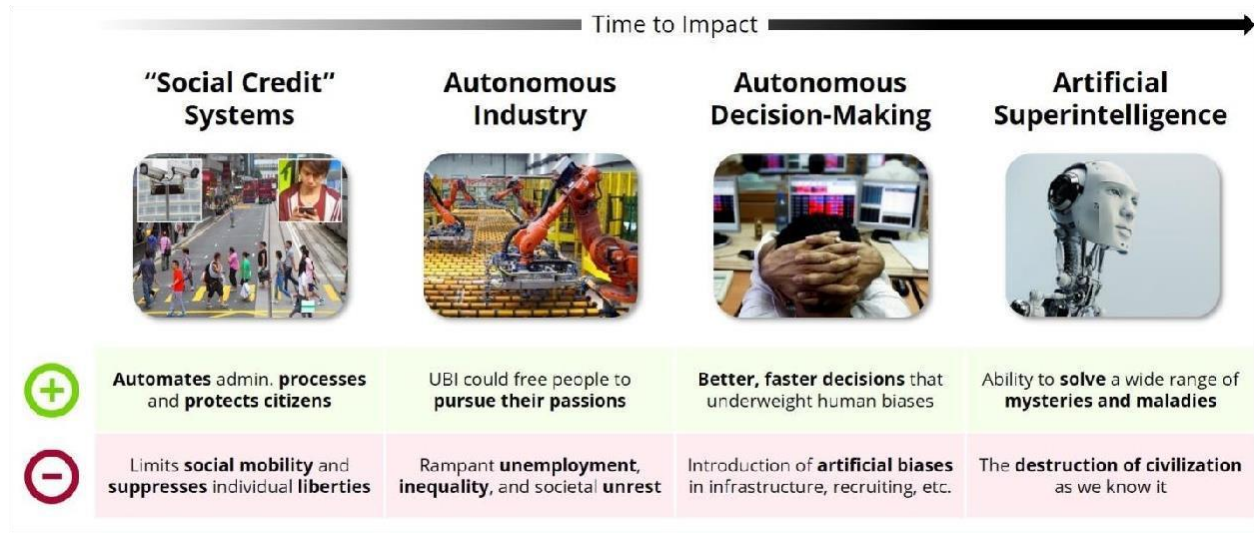 Time to Impact
“Social Credit”
Systems
Autonomous
Industry
Autonomous
Decision-Making
Artificial
Superintelligence
Automates admin. processes
and protects citizens
UBI could free people to
pursue their passions
Better, faster decisions that
underweight human biases
Ability to solve a wide range of
mysteries and maladies
Limits social mobility and
suppresses individual liberties
Rampant unemployment,
inequality, and societal unrest
Introduction of artificial biases
in infrastructure, recruiting, etc.
The destruction of civilization
as we know it